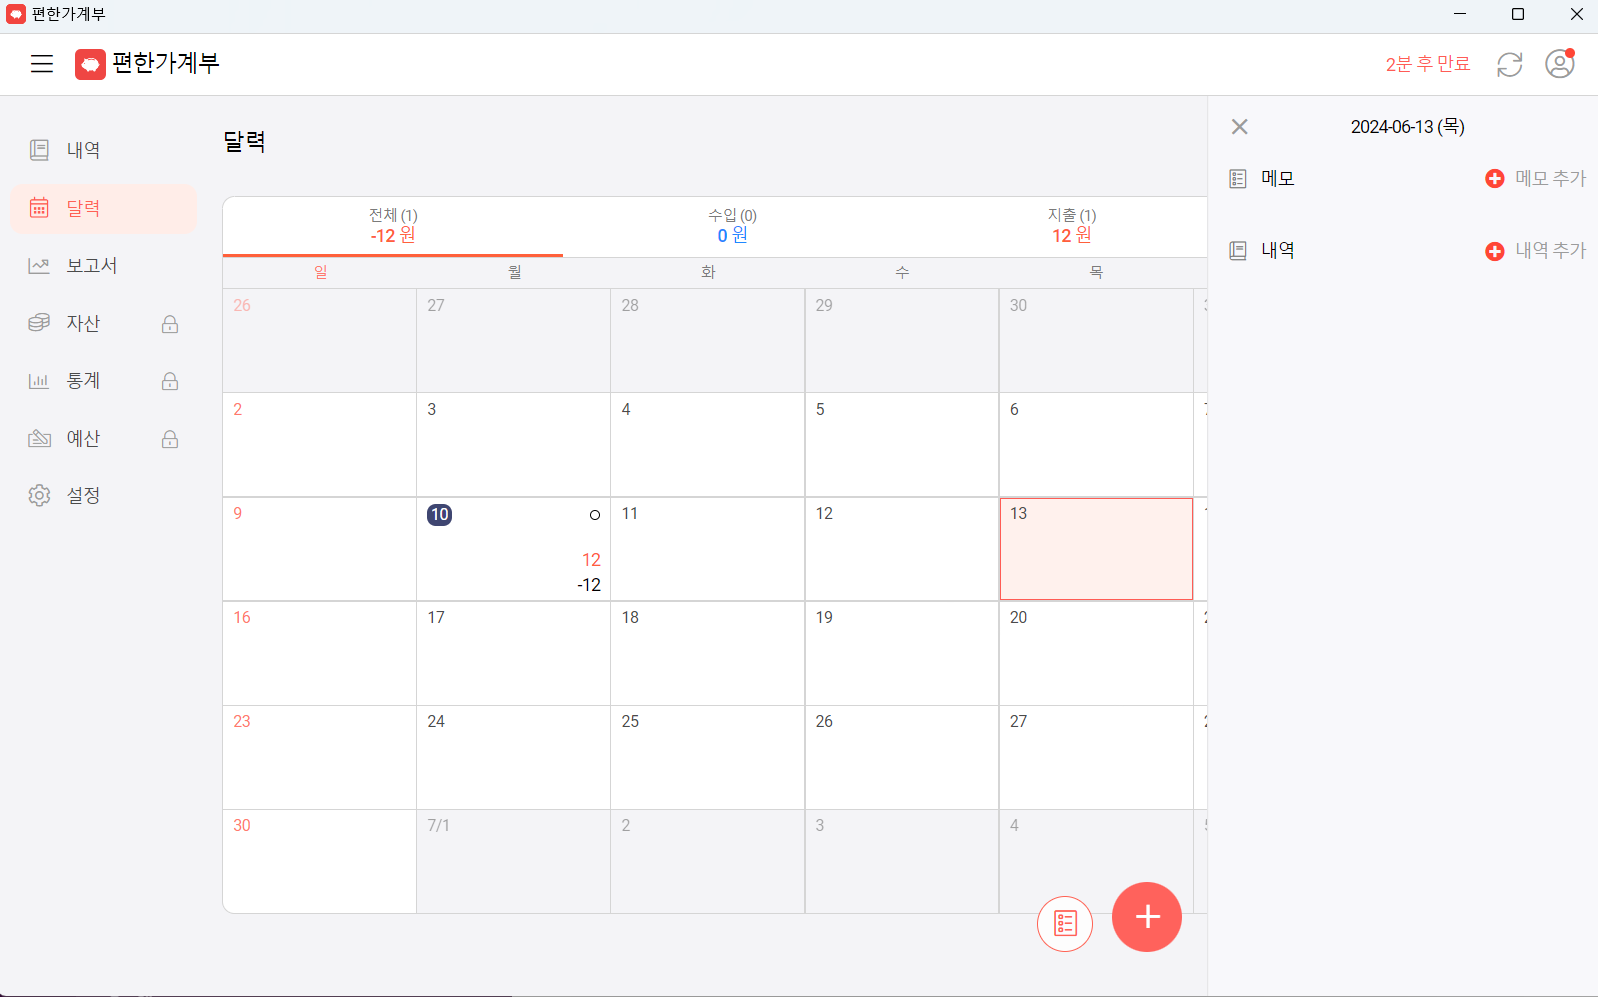 편한가계부
편한가계부
2분 후 만료
내역
달력
보고서
자산
통계
예산
설정
달력
전체 (1)
-12 원
수입 (0)
0 원
지출 (1)
12 원
일 월 화 수 목
26 27 28 29 30
2 3 4 5 6
9 10 11 12 13
12
-12
16 17 18 19 20
23 24 25 26 27
30 7/1 2 3 4
2024-06-13 (목)
메모 메모 추가
내역 내역 추가